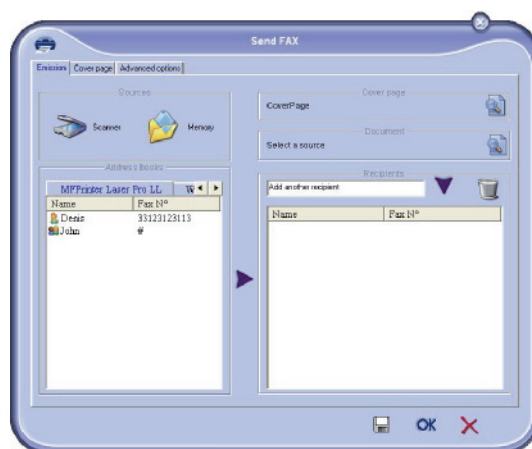 Send FAX
Emission Cover page Advanced options
Sources
Scanner Memory
Cover page
CoverPage
Document
Select a source
Address books
MFPrinter Laser Pro LL
Name Fax N°
Denis 33123123113
John #
Recipients
Add another recipient
Name Fax N°
OK